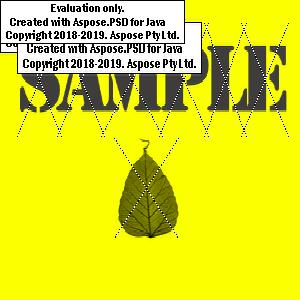 Evaluation only.
Created with Aspose.PSD for Java
Copyright 2018-2019. Aspose Pty Ltd.
Created with Aspose.PSD for Java
Copyright 2018-2019. Aspose Pty Ltd.
SAMPLE